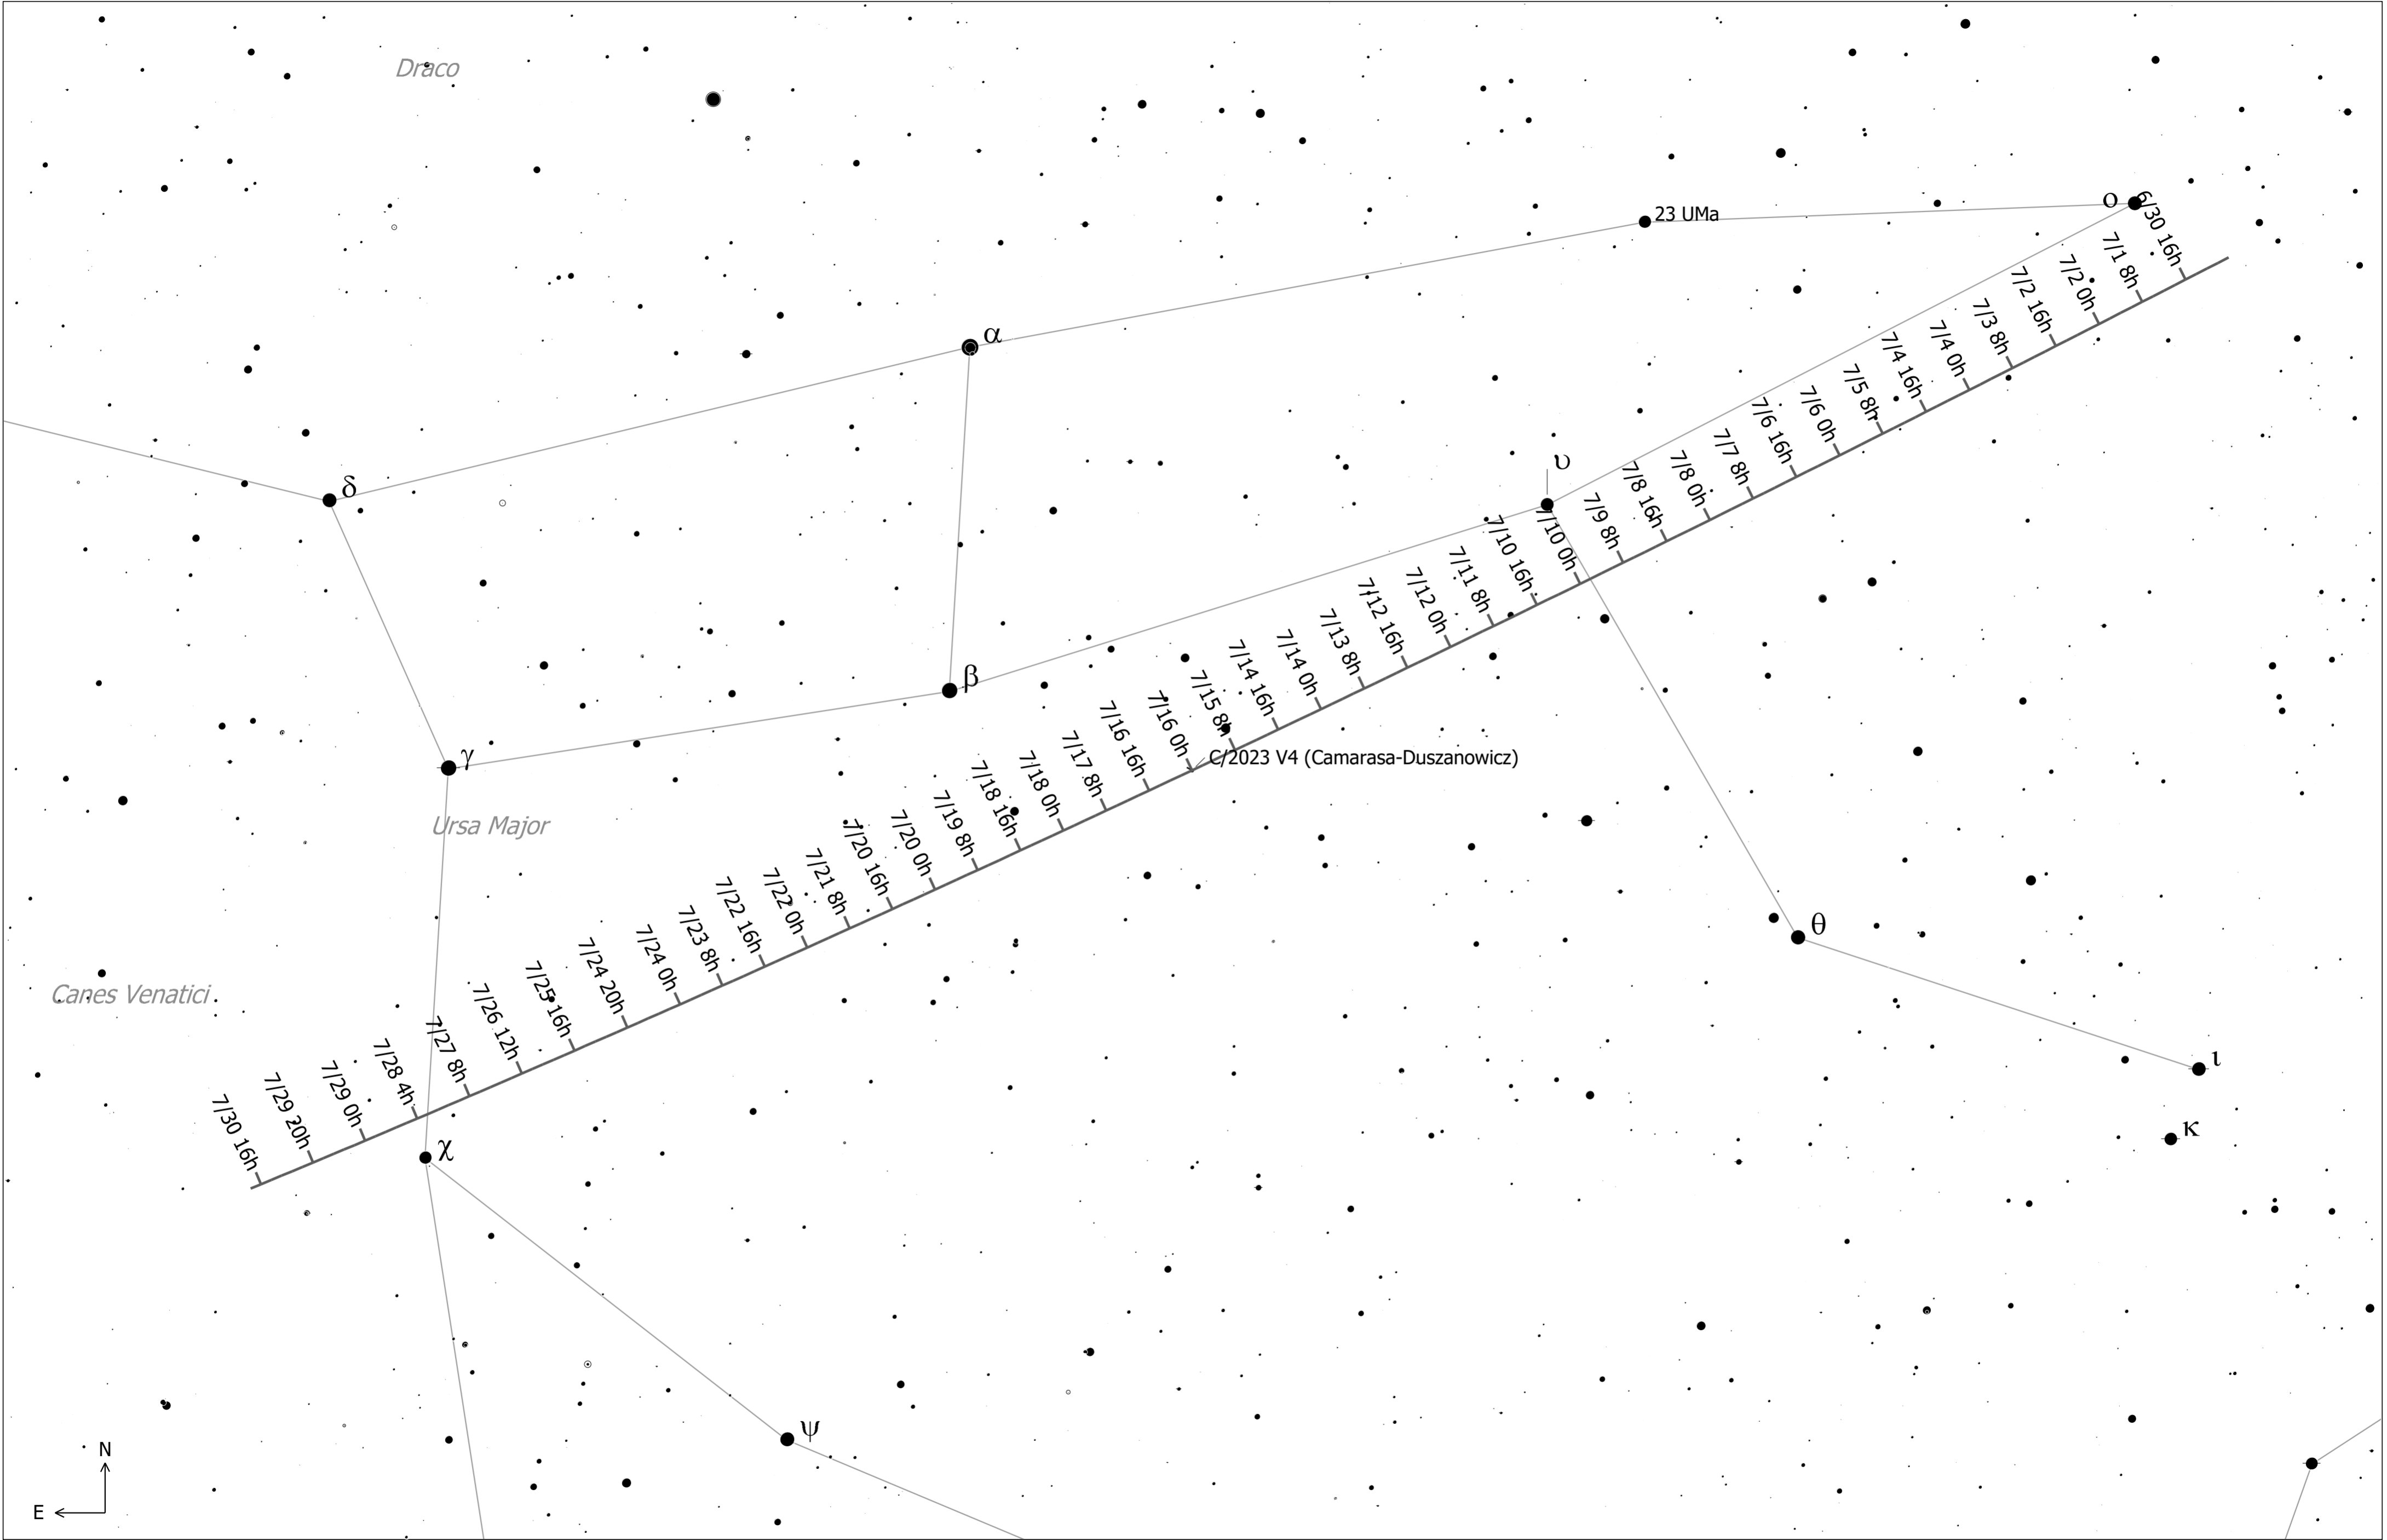 Draco
23 UMa
ο
6/30 16h
7/1 8h
7/2 0h
7/2 16h
7/3 8h
7/4 0h
7/4 16h
7/5 8h
7/6 0h
7/6 16h
7/7 8h
7/8 0h
7/8 16h
7/9 8h
7/10 0h
7/10 16h
7/11 8h
7/12 0h
7/12 16h
7/13 8h
7/14 0h
7/14 16h
7/15 8h
7/16 0h
7/16 16h
7/17 8h
7/18 0h
7/18 16h
7/19 8h
7/20 0h
7/20 16h
7/21 8h
7/22 0h
7/22 16h
7/23 8h
7/24 0h
7/24 20h
7/25 16h
7/26 12h
7/27 8h
7/28 4h
7/29 0h
7/29 20h
7/30 16h
α
δ
υ
β
γ
C/2023 V4 (Camarasa-Duszanowicz)
Ursa Major
θ
Canes Venatici
ι
κ
χ
ψ
N
E